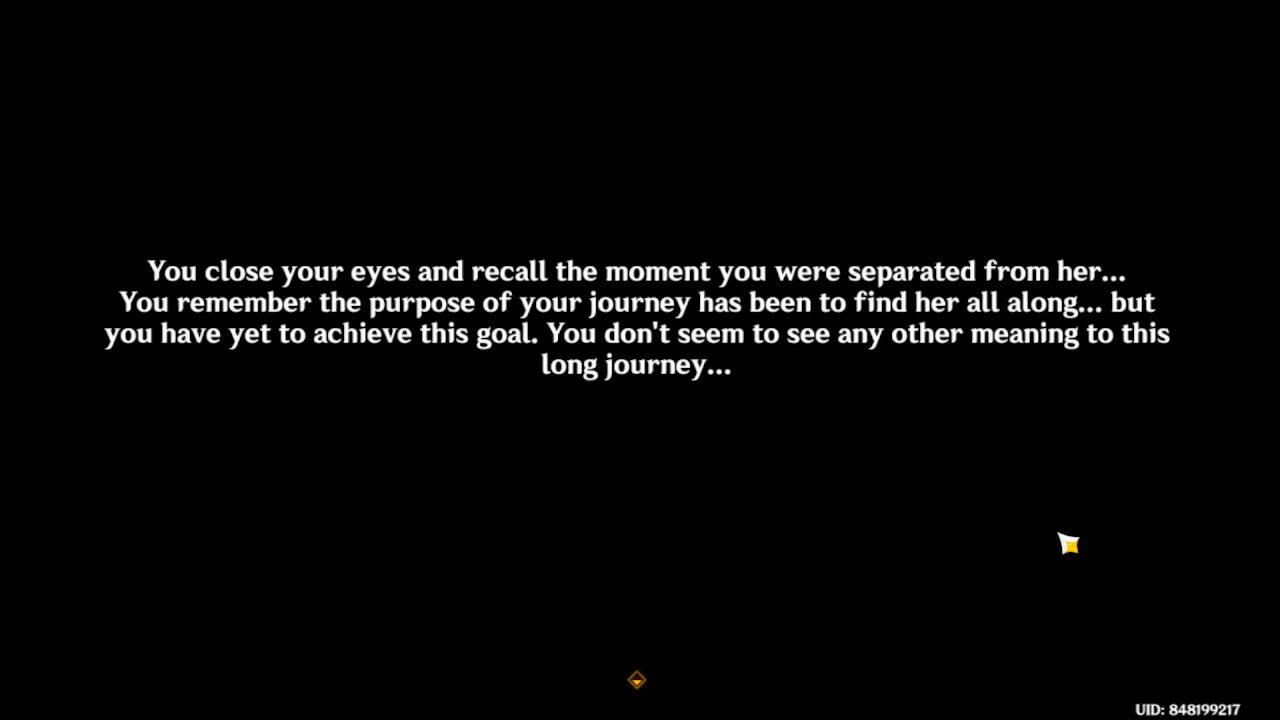 You close your eyes and recall the moment you were separated from her...
You remember the purpose of your journey has been to find her all along... but
you have yet to achieve this goal. You don't seem to see any other meaning to this
long journey...
UID: 848199217